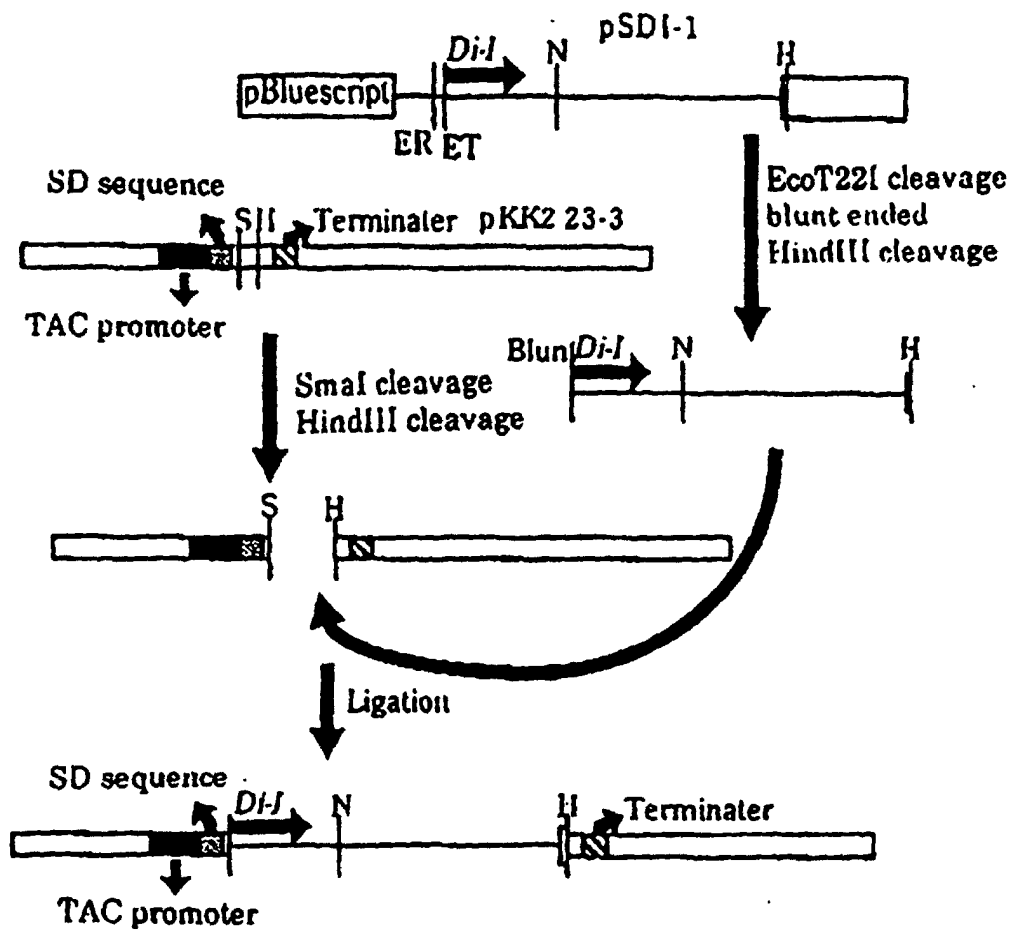 pSDI-1
Di-I N H
pBluescript
ER ET
SD sequence
EcoT22I cleavage
blunt ended
HindIII cleavage
SH Terminater pKK2 23-3
TAC promoter
Blun Di-I N H
SmaI cleavage
HindIII cleavage
S H
Ligation
SD sequence
Di-I N H Terminater
TAC promoter